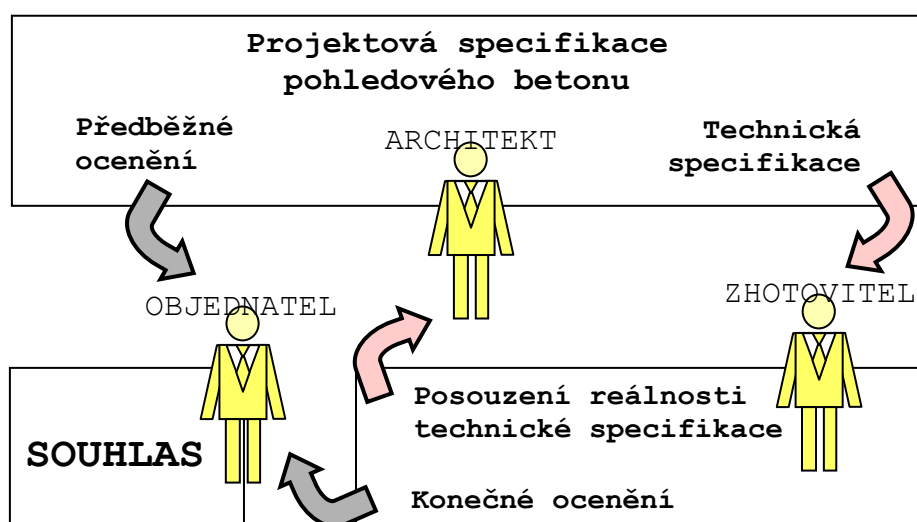 Projektová specifikace
pohledového betonu
Předběžné
ocenění
ARCHITEKT
Technická
specifikace
OBJEDNATEL
ZHOTOVITEL
SOUHLAS
Posouzení reálnosti
technické specifikace
Konečné ocenění